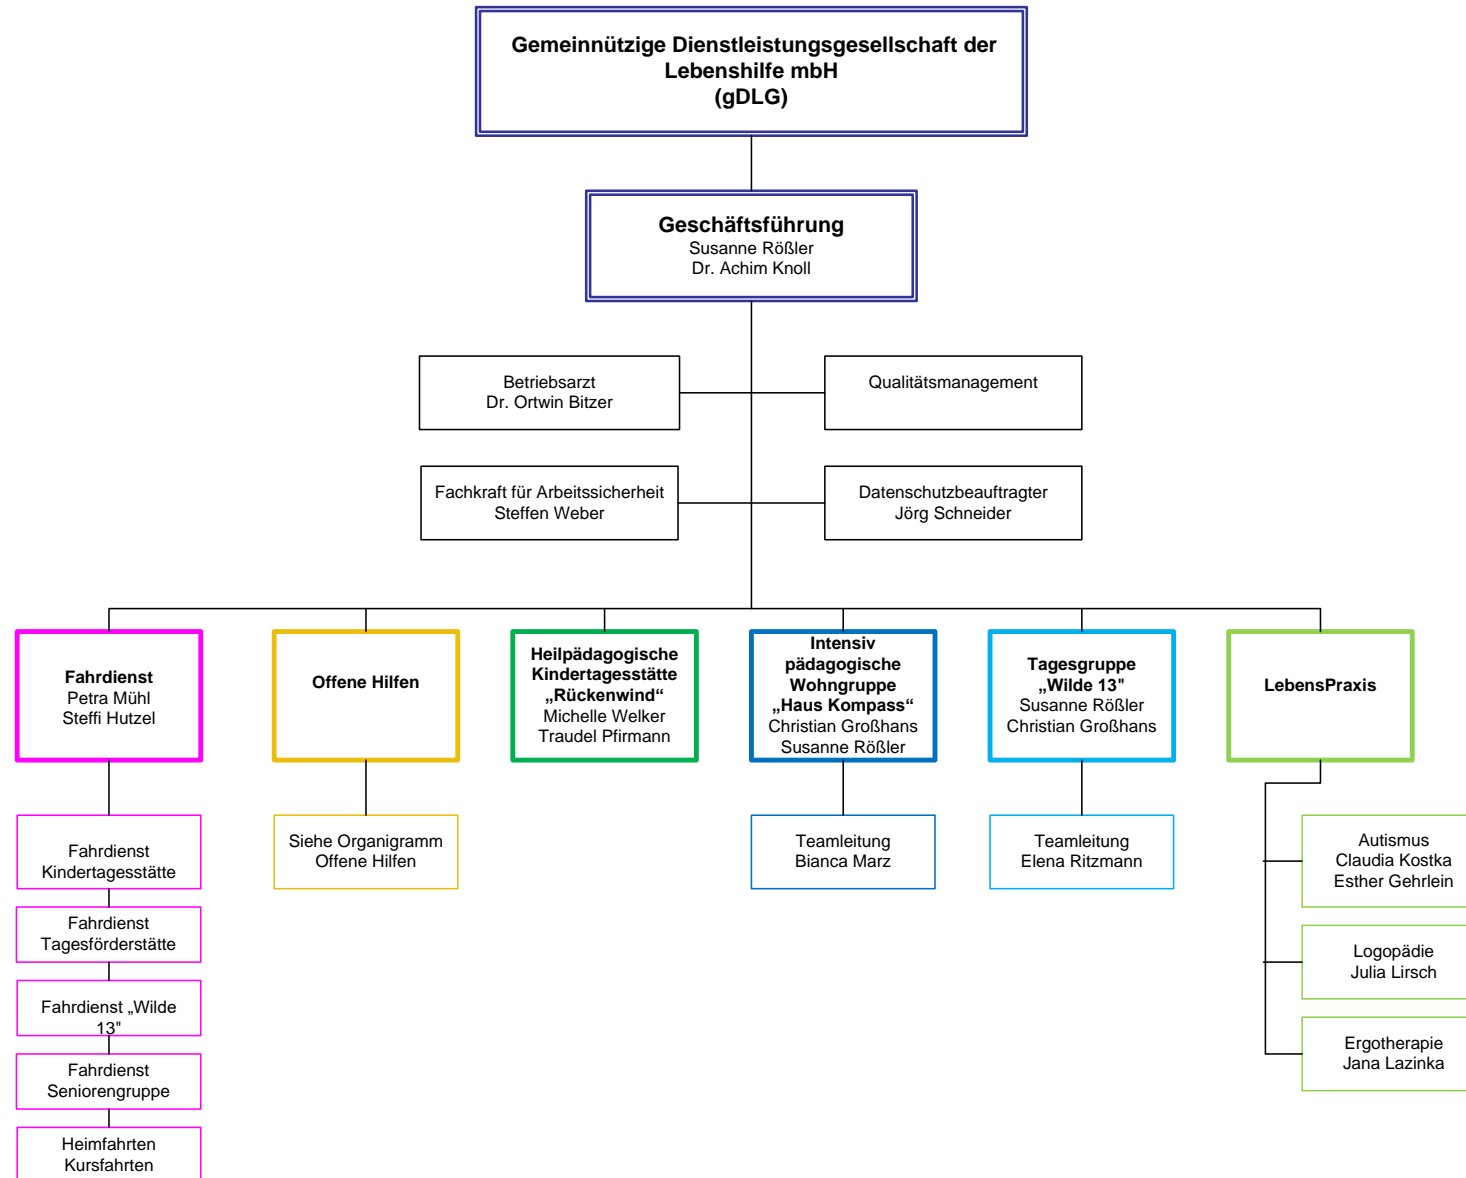 Gemeinnützige Dienstleistungsgesellschaft der
Lebenshilfe mbH
(gDLG)
Geschäftsführung
Susanne Rößler
Dr. Achim Knoll
Betriebsarzt
Dr. Ortwin Bitzer
Qualitätsmanagement
Fachkraft für Arbeitssicherheit
Steffen Weber
Datenschutzbeauftragter
Jörg Schneider
Fahrdienst
Petra Mühl
Steffi Hutzel
Offene Hilfen
Heilpädagogische
Kindertagesstätte
„Rückenwind“
Michelle Welker
Traudel Pfirmann
Intensiv
pädagogische
Wohngruppe
„Haus Kompass“
Christian Großhans
Susanne Rößler
Tagesgruppe
„Wilde 13"
Susanne Rößler
Christian Großhans
LebensPraxis
Fahrdienst
Kindertagesstätte
Fahrdienst
Tagesförderstätte
Fahrdienst „Wilde
13"
Fahrdienst
Seniorengruppe
Heimfahrten
Kursfahrten
Siehe Organigramm
Offene Hilfen
Teamleitung
Bianca Marz
Teamleitung
Elena Ritzmann
Autismus
Claudia Kostka
Esther Gehrlein
Logopädie
Julia Lirsch
Ergotherapie
Jana Lazinka